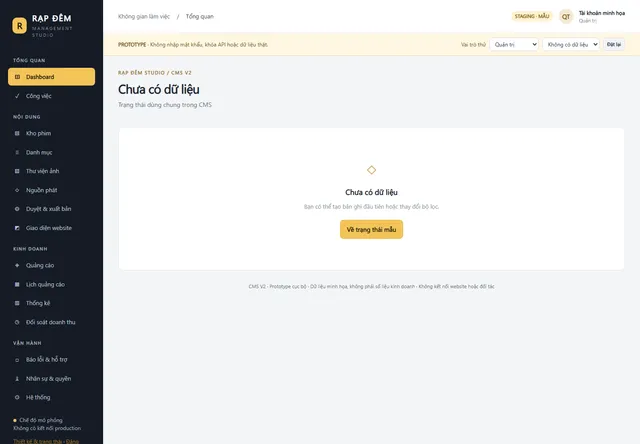 R
RẠP ĐÊM
MANAGEMENT
STUDIO
TỔNG QUAN
Dashboard
Công việc
NỘI DUNG
Kho phim
Danh mục
Thư viện ảnh
Nguồn phát
Duyệt & xuất bản
Giao diện website
KINH DOANH
Quảng cáo
Lịch quảng cáo
Thống kê
Đối soát doanh thu
VẬN HÀNH
Báo lỗi & hỗ trợ
Nhân sự & quyền
Hệ thống
Chế độ mô phỏng
Không kết nối production
Không gian làm việc / Tổng quan
STAGING · MẪU
QT
Tài khoản minh họa
Quản trị
PROTOTYPE · Không nhập mật khẩu, khóa API hoặc dữ liệu thật.
Vai trò thử
Quản trị
Không có dữ liệu
Đặt lại
RẠP ĐÊM STUDIO / CMS V2
Chưa có dữ liệu
Trạng thái dùng chung trong CMS.
Chưa có dữ liệu
Bạn có thể tạo bản ghi đầu tiên hoặc thay đổi bộ lọc.
Về trạng thái mẫu
CMS V2 · Prototype cục bộ · Dữ liệu minh họa, không phải số liệu kinh doanh · Không kết nối website hoặc đối tác